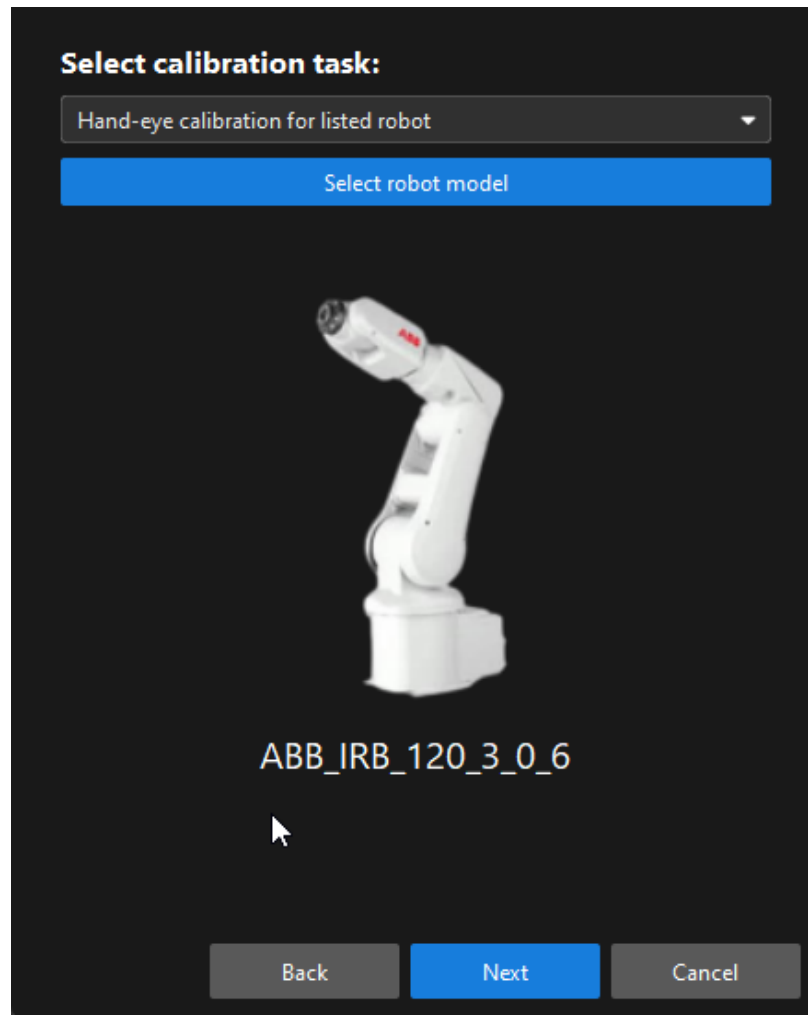 Select calibration task:
Hand-eye calibration for listed robot
Select robot model
ABB
ABB_IRB_120_3_0_6
Back
Next
Cancel